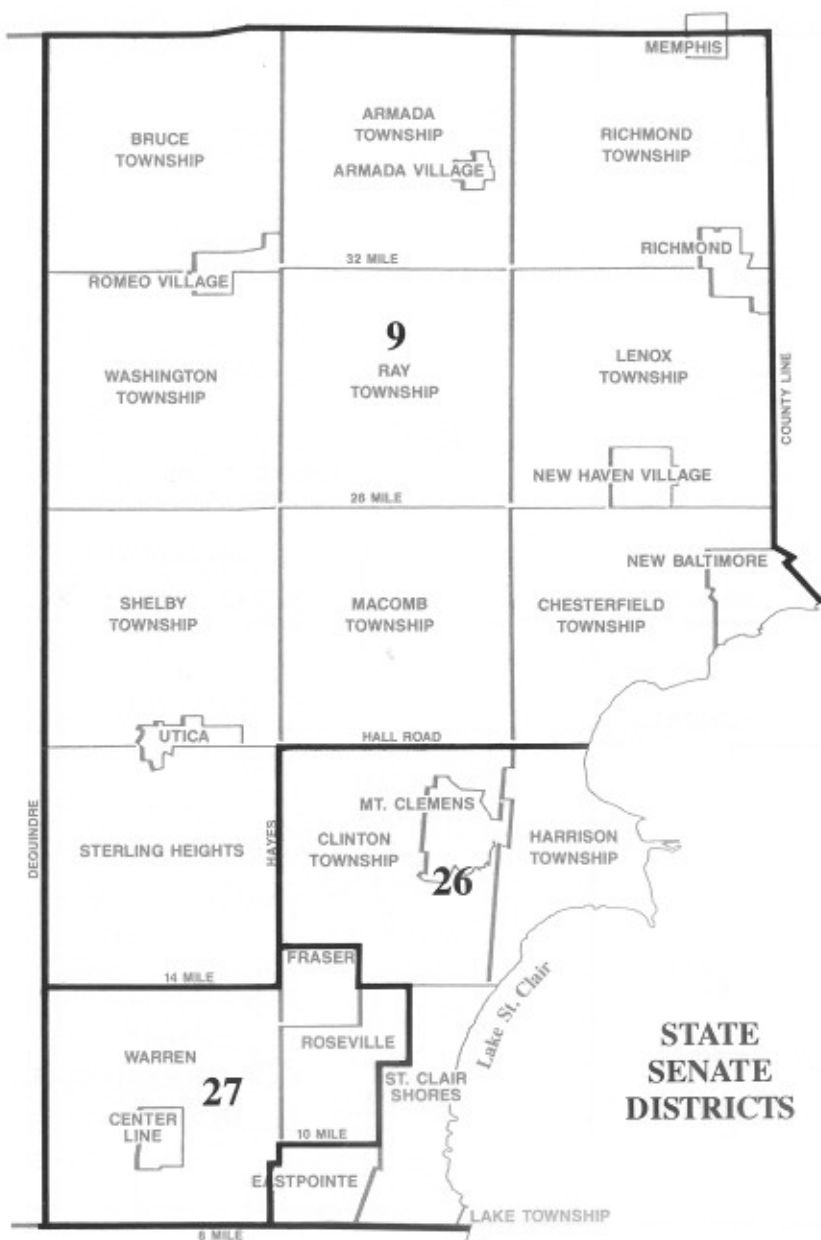 MEMPHIS
BRUCE
TOWNSHIP
ARMADA
TOWNSHIP
ARMADA VILLAGE
RICHMOND
TOWNSHIP
RICHMOND
32 MILE
ROMEO VILLAGE
9
WASHINGTON
TOWNSHIP
RAY
TOWNSHIP
LENOX
TOWNSHIP
COUNTY LINE
NEW HAVEN VILLAGE
26 MILE
NEW BALTIMORE
SHELBY
TOWNSHIP
MACOMB
TOWNSHIP
CHESTERFIELD
TOWNSHIP
UTICA
HALL ROAD
DEQUINDRE
STERLING HEIGHTS
HAYES
MT. CLEMENS
CLINTON
TOWNSHIP
26
HARRISON
TOWNSHIP
14 MILE
FRASER
Lake St. Clair
WARREN
27
ROSEVILLE
ST. CLAIR
SHORES
STATE
SENATE
DISTRICTS
CENTER
LINE
10 MILE
EASTPOINTE
LAKE TOWNSHIP
8 MILE